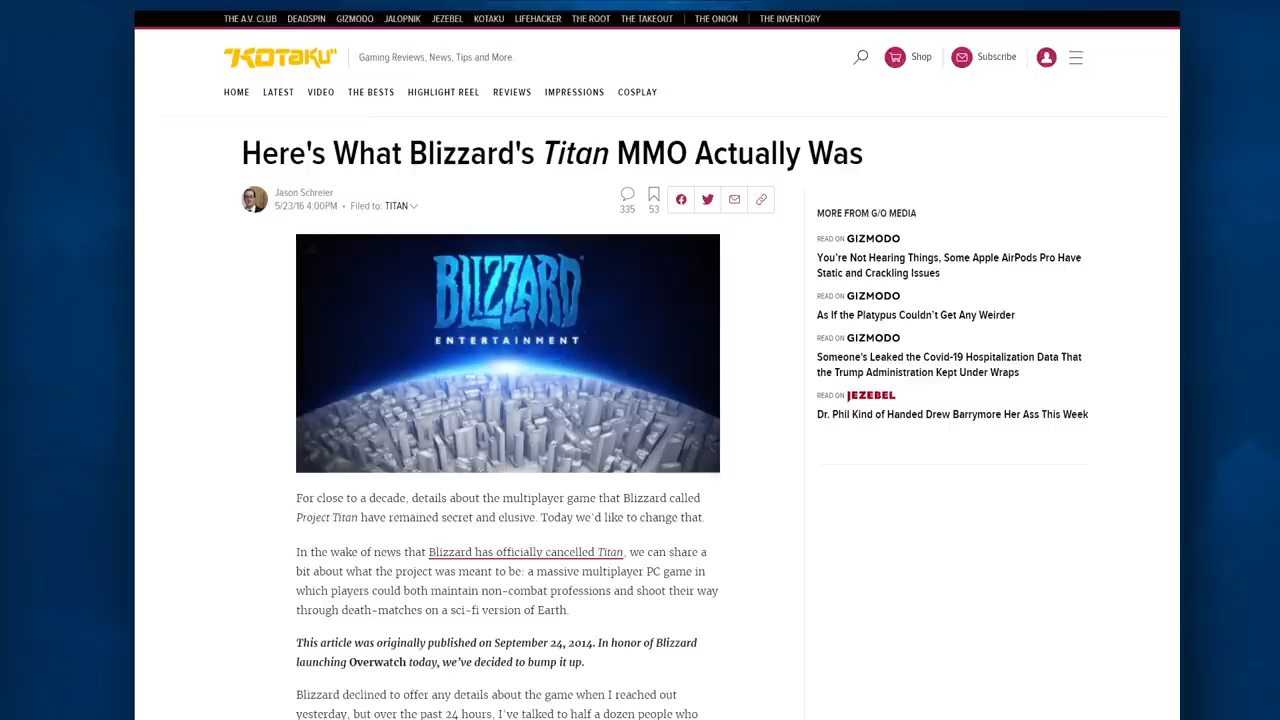 THE A.V. CLUB DEADSPIN GIZMODO JALOPNIK JEZEBEL KOTAKU LIFEHACKER THE ROOT THE TAKEOUT THE ONION THE INVENTORY
KOTAKU Gaming Reviews, News, Tips and More. Shop Subscribe
HOME LATEST VIDEO THE BESTS HIGHLIGHT REEL REVIEWS IMPRESSIONS COSPLAY
Here's What Blizzard's Titan MMO Actually Was
Jason Schreier
5/23/16 4:00PM • Filed to: TITAN
335 53
BLIZZARD
ENTERTAINMENT
For close to a decade, details about the multiplayer game that Blizzard called
Project Titan have remained secret and elusive. Today we'd like to change that.
In the wake of news that Blizzard has officially cancelled Titan, we can share a
bit about what the project was meant to be: a massive multiplayer PC game in
which players could both maintain non-combat professions and shoot their way
through death-matches on a sci-fi version of Earth.
This article was originally published on September 24, 2014. In honor of Blizzard
launching Overwatch today, we've decided to bump it up.
Blizzard declined to offer any details about the game when I reached out
yesterday, but over the past 24 hours, I've talked to half a dozen people who
MORE FROM G/O MEDIA
READ ON GIZMODO
You're Not Hearing Things, Some Apple AirPods Pro Have
Static and Crackling Issues
READ ON GIZMODO
As If the Platypus Couldn't Get Any Weirder
READ ON GIZMODO
Someone's Leaked the Covid-19 Hospitalization Data That
the Trump Administration Kept Under Wraps
READ ON JEZEBEL
Dr. Phil Kind of Handed Drew Barrymore Her Ass This Week